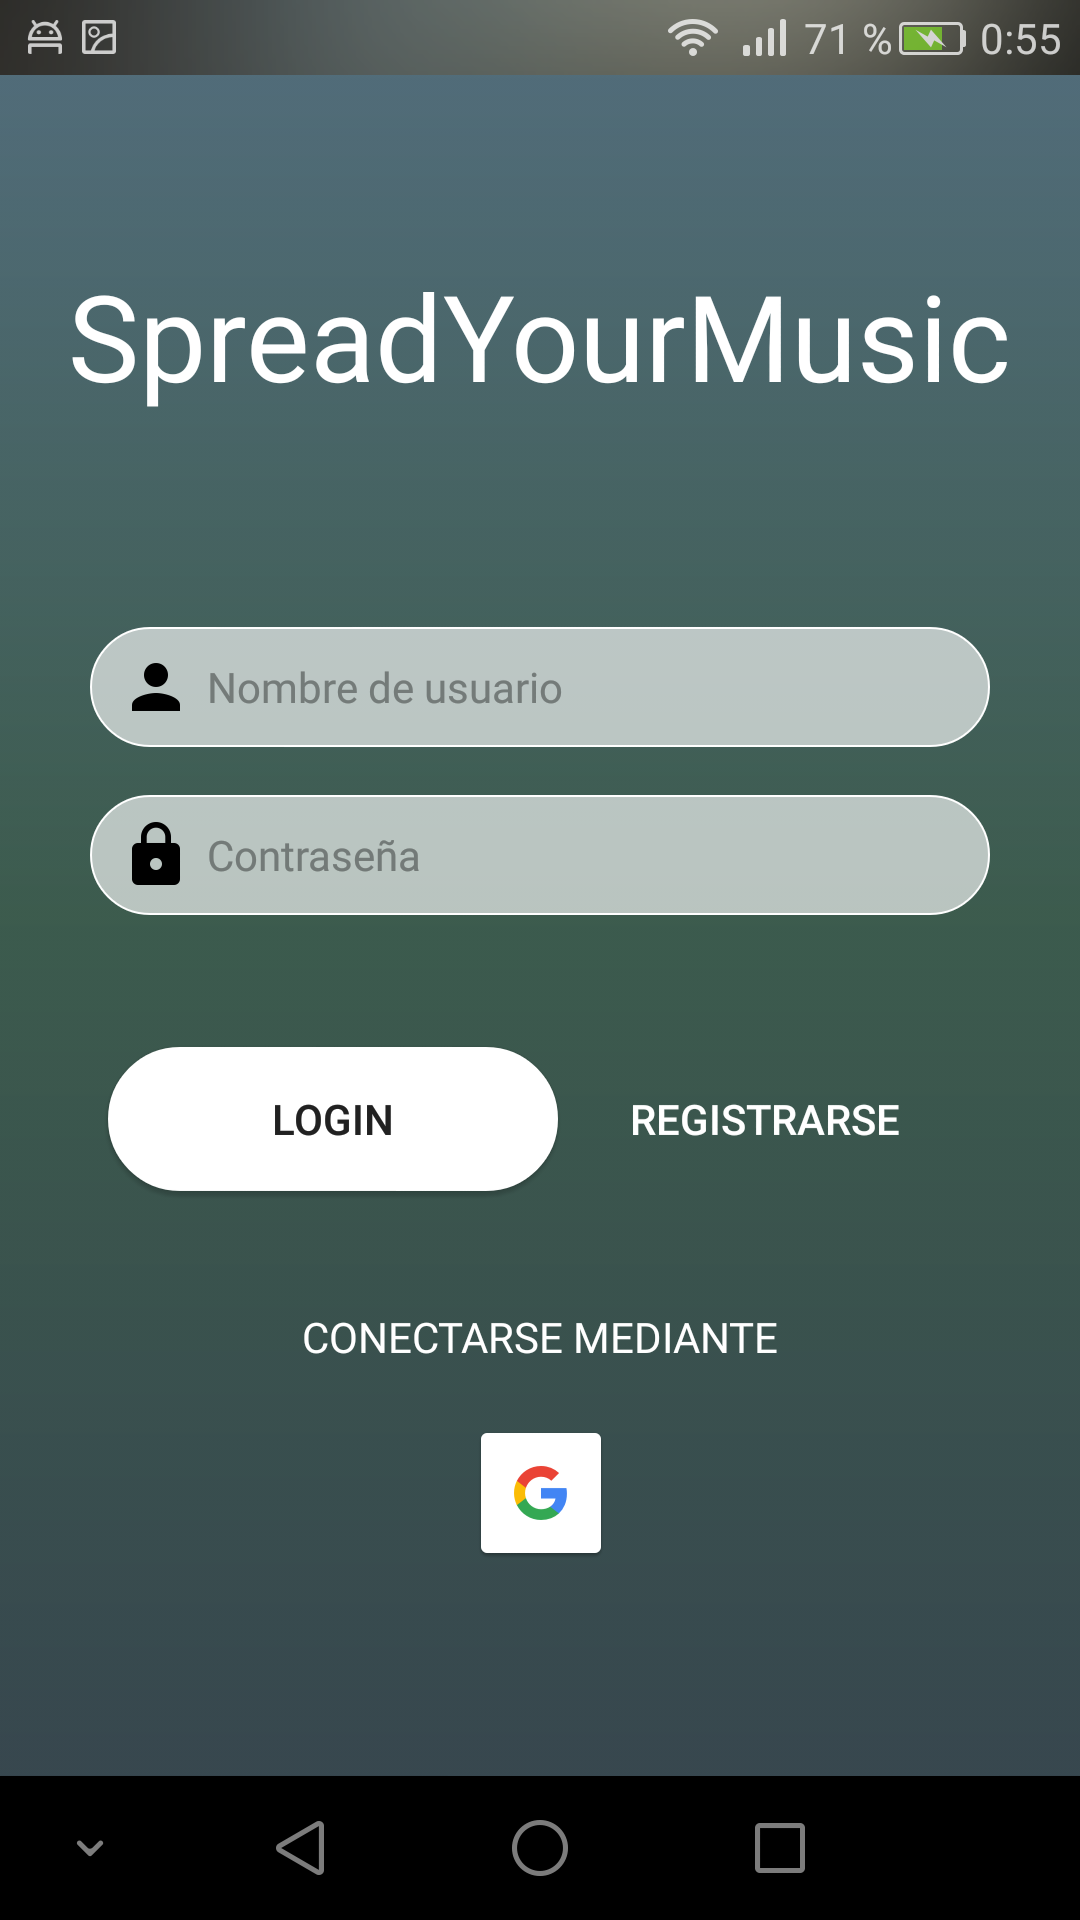 71 % 0:55
SpreadYourMusic
Nombre de usuario
Contraseña
LOGIN REGISTRARSE
CONECTARSE MEDIANTE